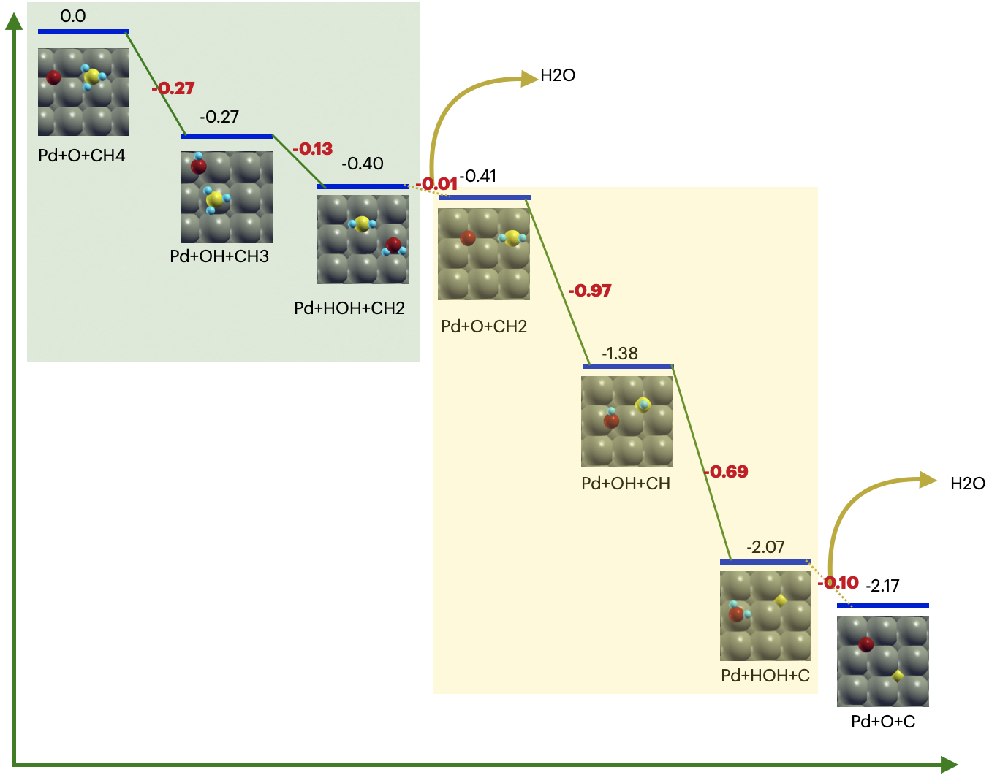 0.0
-0.27
Pd+O+CH4
-0.27
Pd+OH+CH3
-0.13
-0.40
Pd+HOH+CH2
H2O
-0.01
-0.41
Pd+O+CH2
-0.97
-1.38
Pd+OH+CH
-0.69
-2.07
Pd+HOH+C
H2O
-0.10
-2.17
Pd+O+C